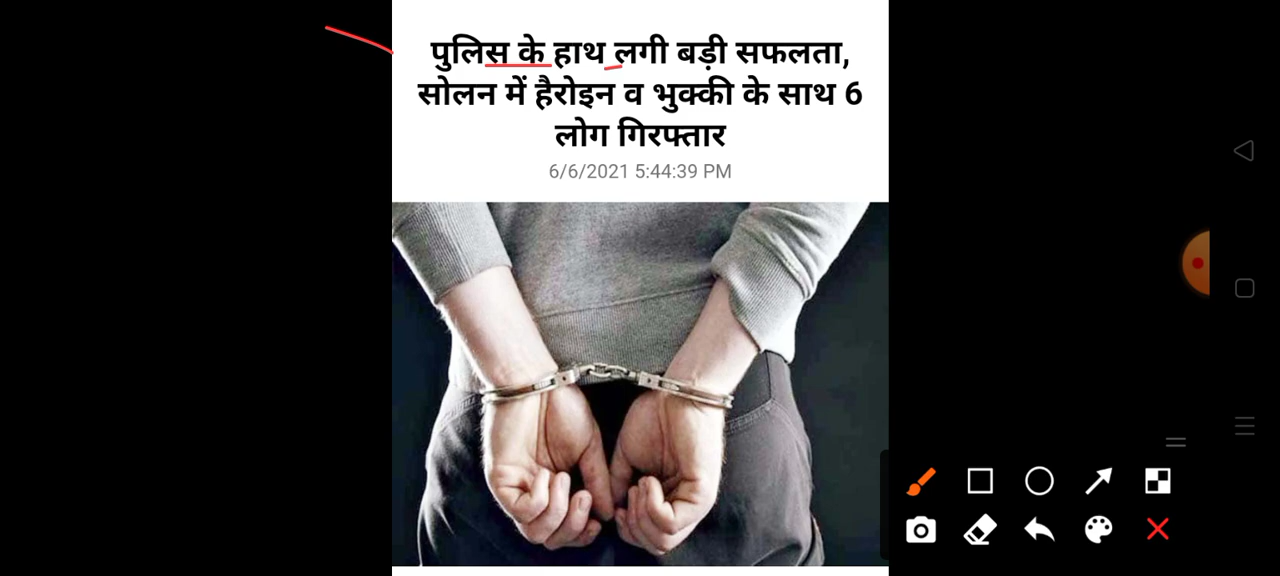 पुलिस के हाथ लगी बड़ी सफलता,
सोलन में हैरोइन व भुक्की के साथ 6
लोग गिरफ्तार
6/6/2021 5:44:39 PM